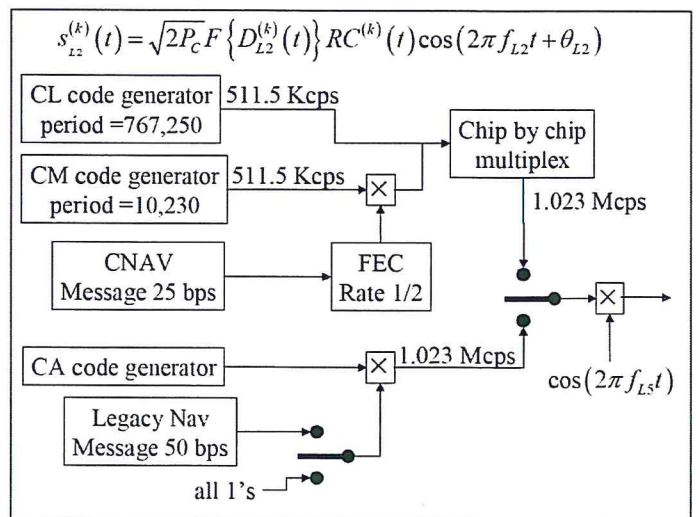 s_{L2}^{(k)}(t) = √2P_C F{D_{L2}^{(k)}(t)} RC^{(k)}(t)cos(2πf_{L2}t+θ_{L2})
CL code generator
period =767,250
511.5 Kcps
Chip by chip
multiplex
CM code generator
period =10,230
511.5 Kcps
×
1.023 Mcps
CNAV
Message 25 bps
FEC
Rate 1/2
×
cos(2πf_{L5}t)
CA code generator
×
1.023 Mcps
Legacy Nav
Message 50 bps
all 1's